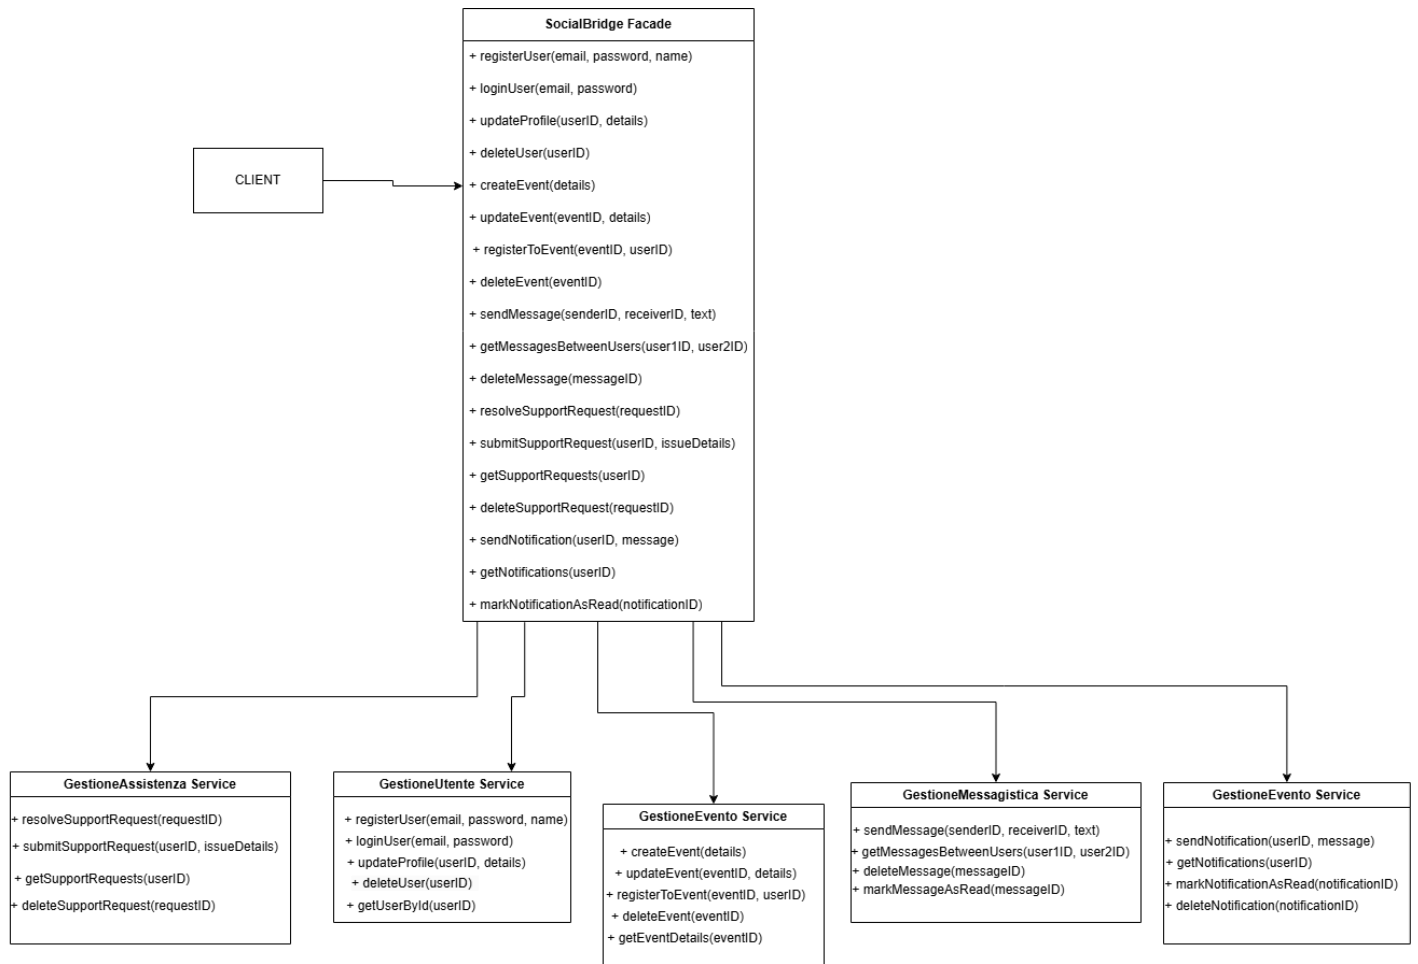 SocialBridge Facade
+ registerUser(email, password, name)
+ loginUser(email, password)
+ updateProfile(userID, details)
+ deleteUser(userID)
CLIENT
+ createEvent(details)
+ updateEvent(eventID, details)
+ registerToEvent(eventID, userID)
+ deleteEvent(eventID)
+ sendMessage(senderID, receiverID, text)
+ getMessagesBetweenUsers(user1ID, user2ID)
+ deleteMessage(messageID)
+ resolveSupportRequest(requestID)
+ submitSupportRequest(userID, issueDetails)
+ getSupportRequests(userID)
+ deleteSupportRequest(requestID)
+ sendNotification(userID, message)
+ getNotifications(userID)
+ markNotificationAsRead(notificationID)
GestioneAssistenza Service
+ resolveSupportRequest(requestID)
+ submitSupportRequest(userID, issueDetails)
+ getSupportRequests(userID)
+ deleteSupportRequest(requestID)
GestioneUtente Service
+ registerUser(email, password, name)
+ loginUser(email, password)
+ updateProfile(userID, details)
+ deleteUser(userID)
+ getUserById(userID)
GestioneEvento Service
+ createEvent(details)
+ updateEvent(eventID, details)
+ registerToEvent(eventID, userID)
+ deleteEvent(eventID)
+ getEventDetails(eventID)
GestioneMessagistica Service
+ sendMessage(senderID, receiverID, text)
+ getMessagesBetweenUsers(user1ID, user2ID)
+ deleteMessage(messageID)
+ markMessageAsRead(messageID)
GestioneEvento Service
+ sendNotification(userID, message)
+ getNotifications(userID)
+ markNotificationAsRead(notificationID)
+ deleteNotification(notificationID)